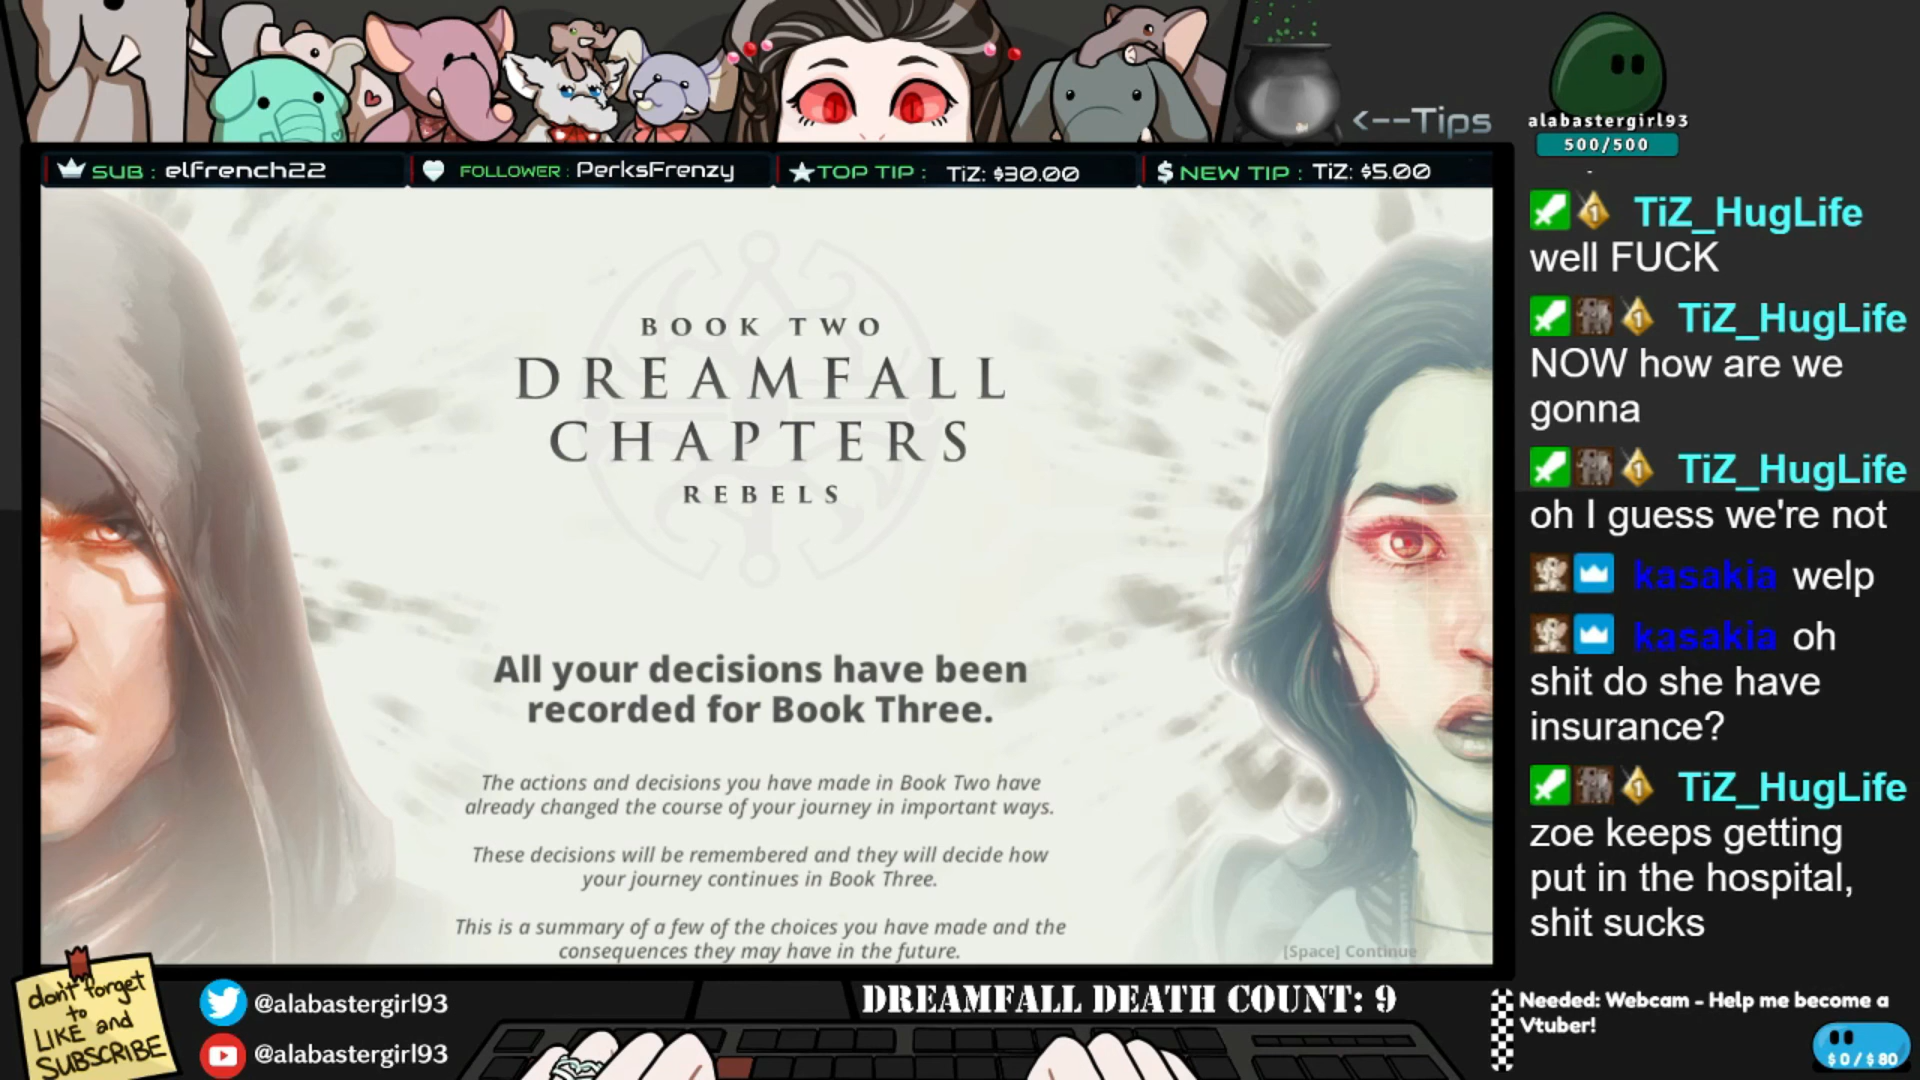 <--Tips
alabastergirl93
500/500
SUB : elfrench22
FOLLOWER : PerksFrenzy
TOP TIP : TiZ: $30.00
$ NEW TIP : TiZ: $5.00
BOOK TWO
DREAMFALL
CHAPTERS
REBELS
All your decisions have been
recorded for Book Three.
The actions and decisions you have made in Book Two have
already changed the course of your journey in important ways.
These decisions will be remembered and they will decide how
your journey continues in Book Three.
This is a summary of a few of the choices you have made and the
consequences they may have in the future.
[Space] Continue
TiZ_HugLife
well FUCK
TiZ_HugLife
NOW how are we
gonna
TiZ_HugLife
oh I guess we're not
kasakia welp
kasakia oh
shit do she have
insurance?
TiZ_HugLife
zoe keeps getting
put in the hospital,
shit sucks
don't forget
to
LIKE and
SUBSCRIBE
@alabastergirl93
@alabastergirl93
DREAMFALL DEATH COUNT: 9
Needed: Webcam - Help me become a
Vtuber!
$0/$80